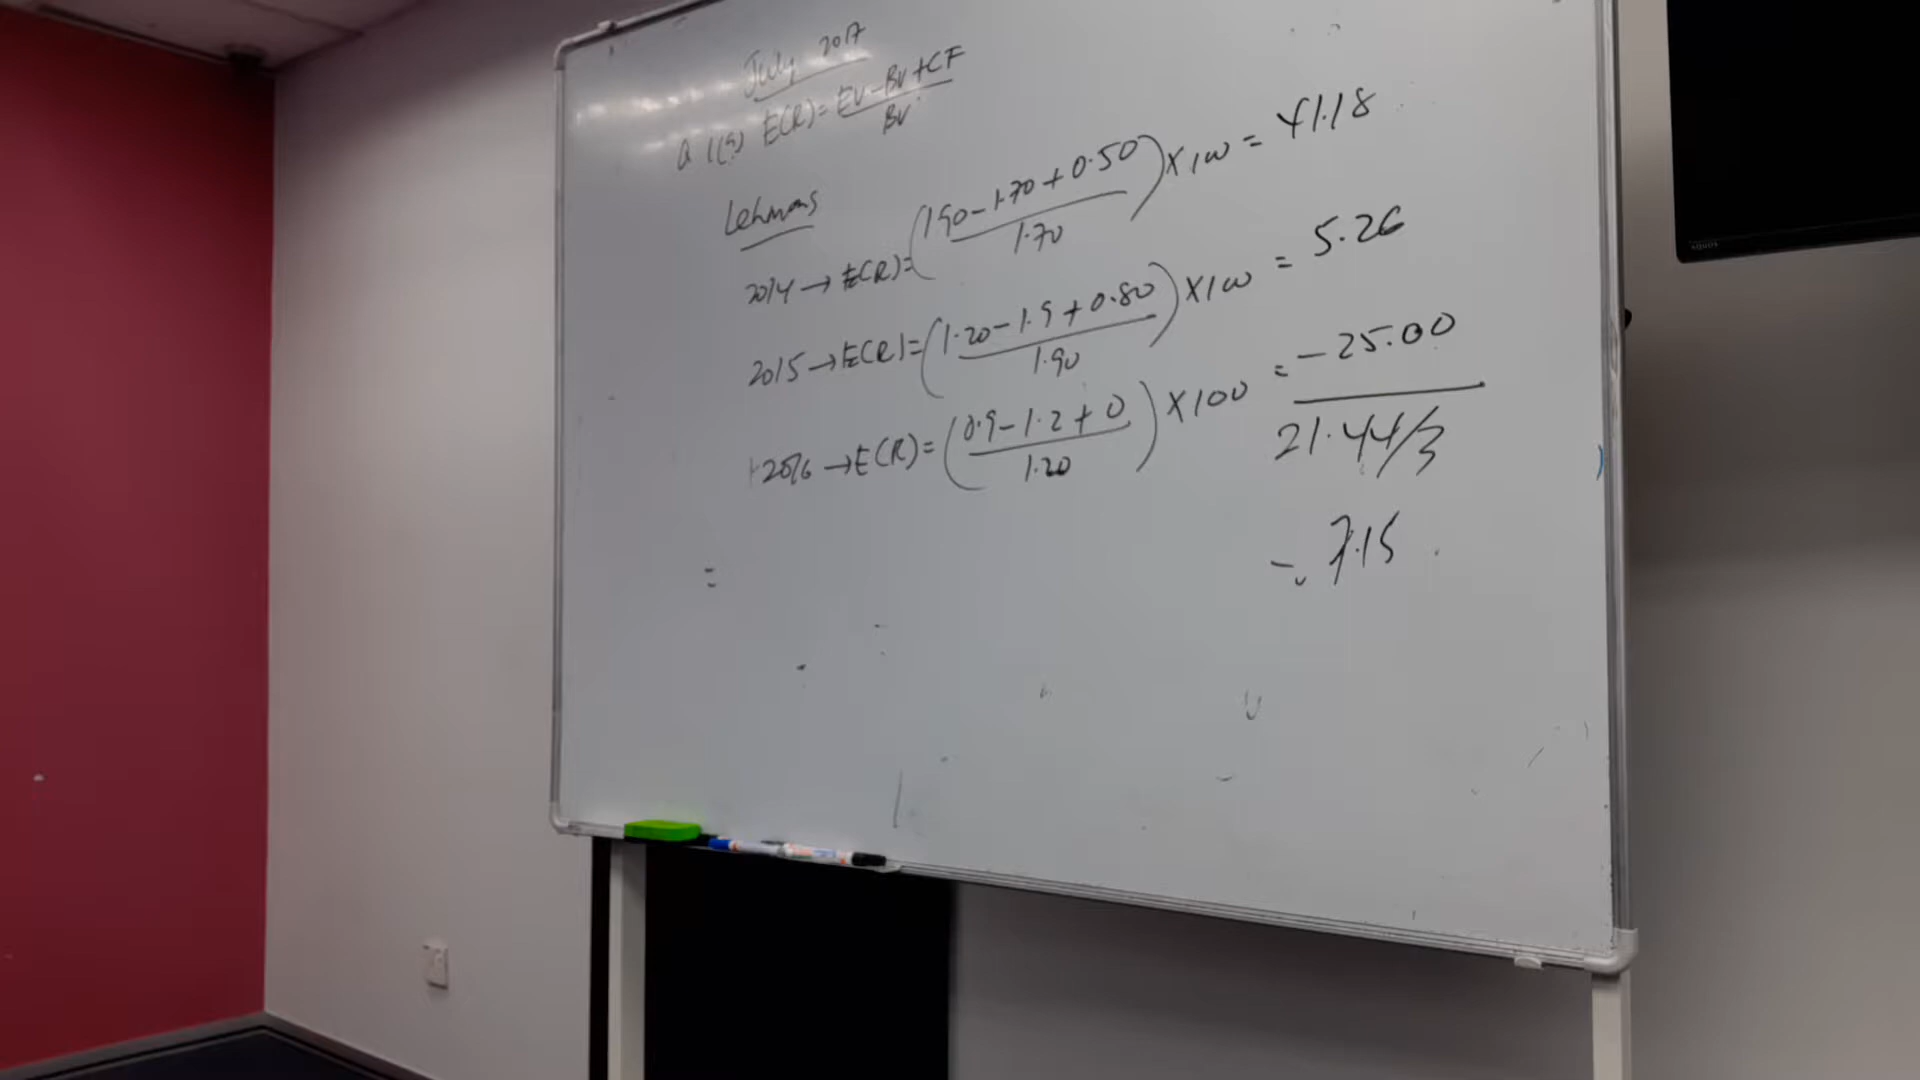 July 2017
Q 1(a) E(R) = EV - BV + CF
BV
Lehmans
2014 → E(R) = (1.90 - 1.70 + 0.50) × 100 = 41.18
1.70
2015 → E(R) = (1.20 - 1.9 + 0.80) × 100 = 5.26
1.90
2016 → E(R) = (0.9 - 1.2 + 0) × 100 = -25.00
1.20
21.44/3
= 7.15
AQUOS